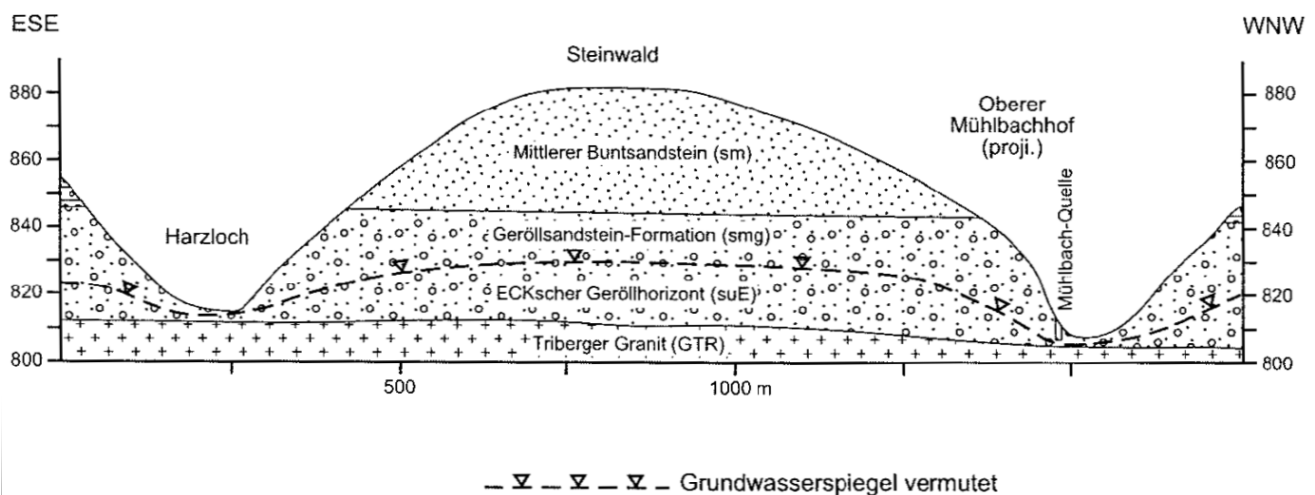 ESE
WNW
Steinwald
880
880
Oberer
Mühlbachhof
(proji.)
Mittlerer Buntsandstein (sm)
860
860
Mühlbach-Quelle
840
840
Harzloch
Geröllsandstein-Formation (smg)
820
820
ECKscher Geröllhorizont (suE)
Triberger Granit (GTR)
800
800
500
1000 m
Grundwasserspiegel vermutet